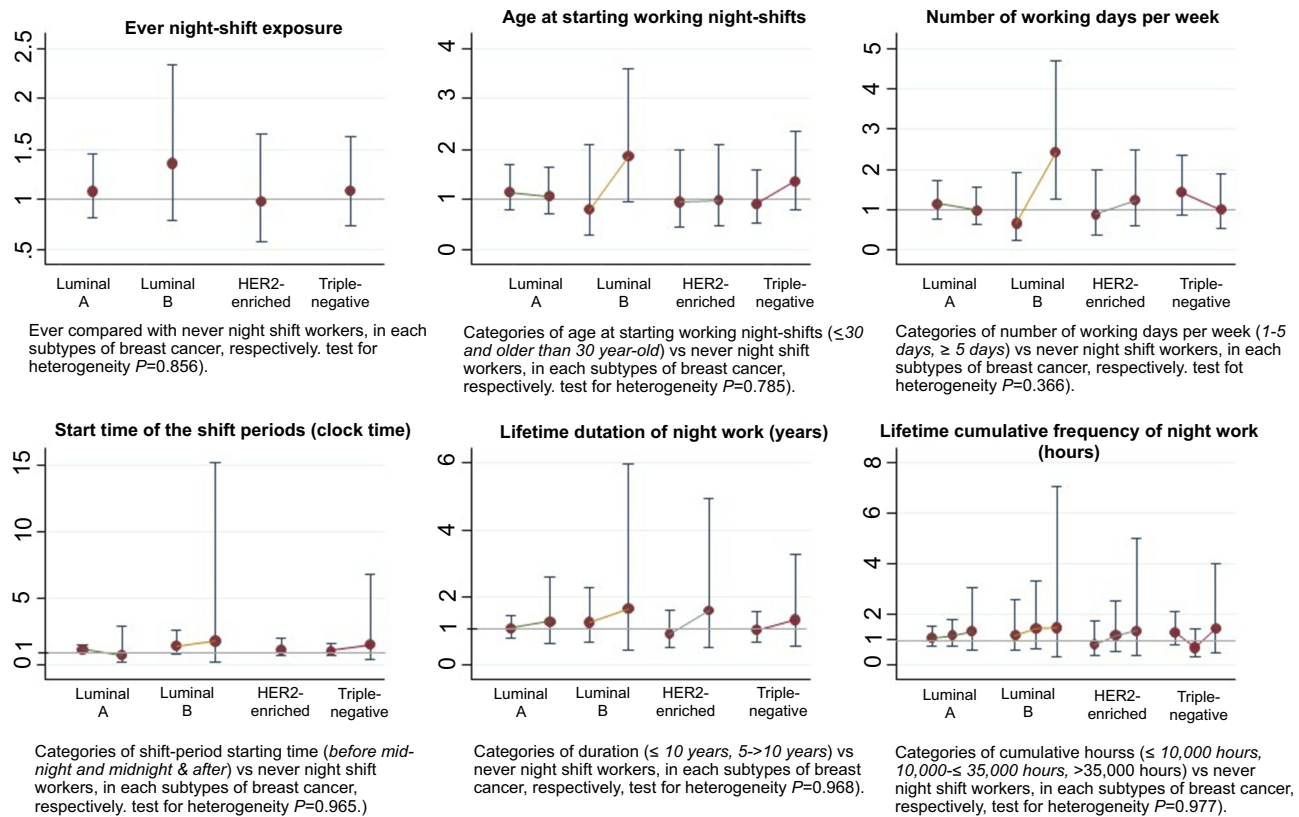 Ever night-shift exposure
2.5
2
1.5
1
.5
Luminal A
Luminal B
HER2-enriched
Triple-negative
Ever compared with never night shift workers, in each
subtypes of breast cancer, respectively. test for
heterogeneity P=0.856).
Age at starting working night-shifts
4
3
2
1
0
Luminal A
Luminal B
HER2-enriched
Triple-negative
Categories of age at starting working night-shifts (≤30
and older than 30 year-old) vs never night shift
workers, in each subtypes of breast cancer,
respectively. test for heterogeneity P=0.785).
Number of working days per week
5
4
3
2
1
0
Luminal A
Luminal B
HER2-enriched
Triple-negative
Categories of number of working days per week (1-5
days, ≥ 5 days) vs never night shift workers, in each
subtypes of breast cancer, respectively. test fot
heterogeneity P=0.366).
Start time of the shift periods (clock time)
15
10
5
1
0
Luminal A
Luminal B
HER2-enriched
Triple-negative
Categories of shift-period starting time (before mid-
night and midnight & after) vs never night shift
workers, in each subtypes of breast cancer,
respectively. test for heterogeneity P=0.965.)
Lifetime dutation of night work (years)
6
4
2
1
0
Luminal A
Luminal B
HER2-enriched
Triple-negative
Categories of duration (≤ 10 years, 5->10 years) vs
never night shift workers, in each subtypes of breast
cancer, respectively, test for heterogeneity P=0.968).
Lifetime cumulative frequency of night work
(hours)
8
6
4
2
1
0
Luminal A
Luminal B
HER2-enriched
Triple-negative
Categories of cumulative hourss (≤ 10,000 hours,
10,000-≤ 35,000 hours, >35,000 hours) vs never
night shift workers, in each subtypes of breast cancer,
respectively, test for heterogeneity P=0.977).